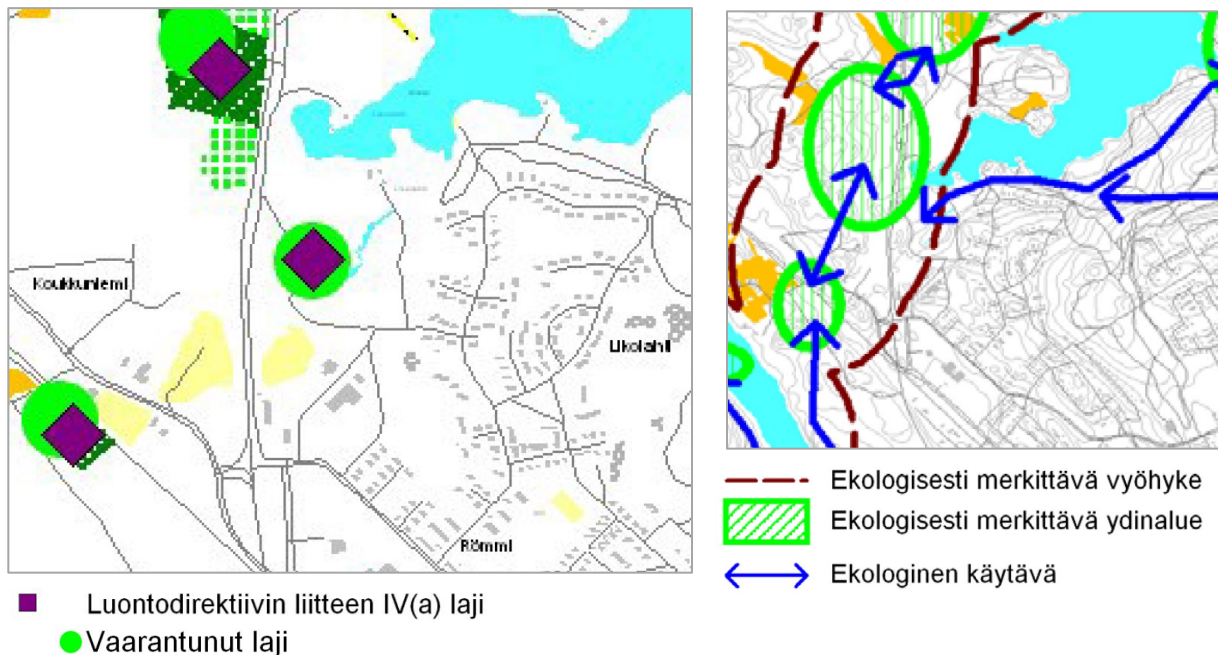 Koukkuniemi
Ukolahti
Römmi
Luontodirektiivin liitteen IV(a) laji
Vaarantunut laji
Ekologisesti merkittävä vyöhyke
Ekologisesti merkittävä ydinalue
Ekologinen käytävä